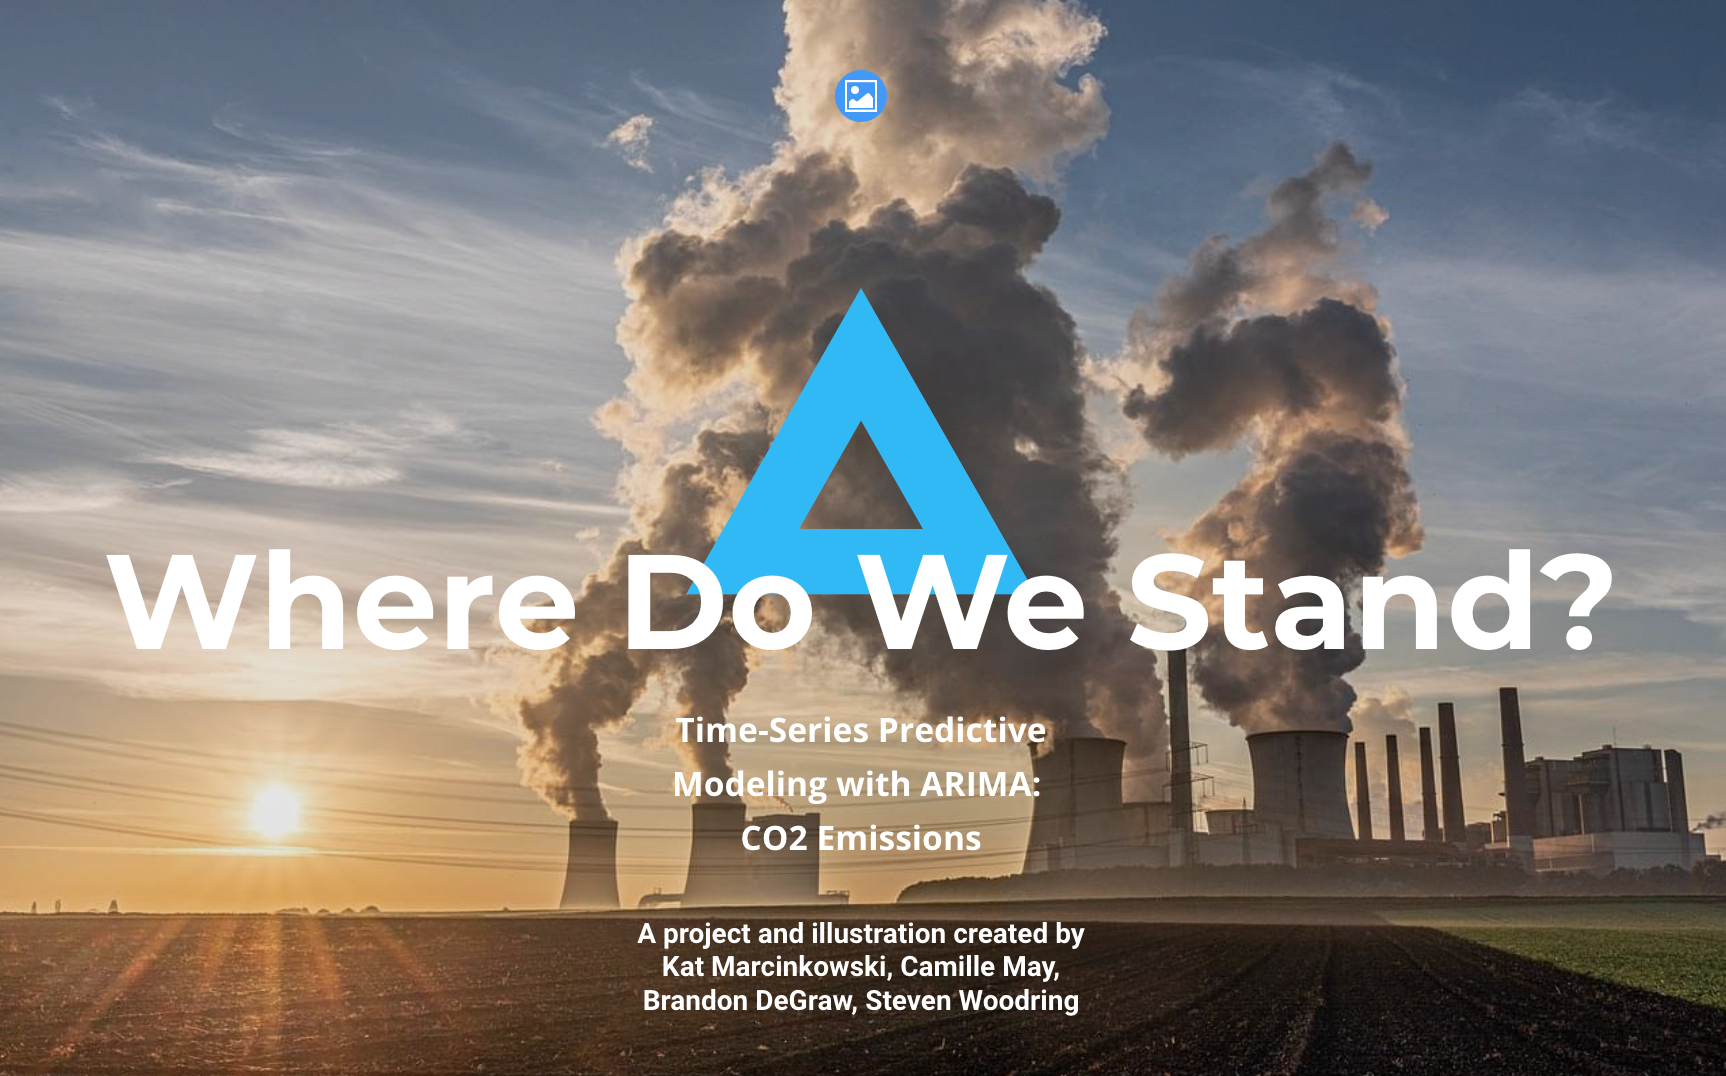 Where Do We Stand?
Time-Series Predictive
Modeling with ARIMA:
CO2 Emissions
A project and illustration created by
Kat Marcinkowski, Camille May,
Brandon DeGraw, Steven Woodring